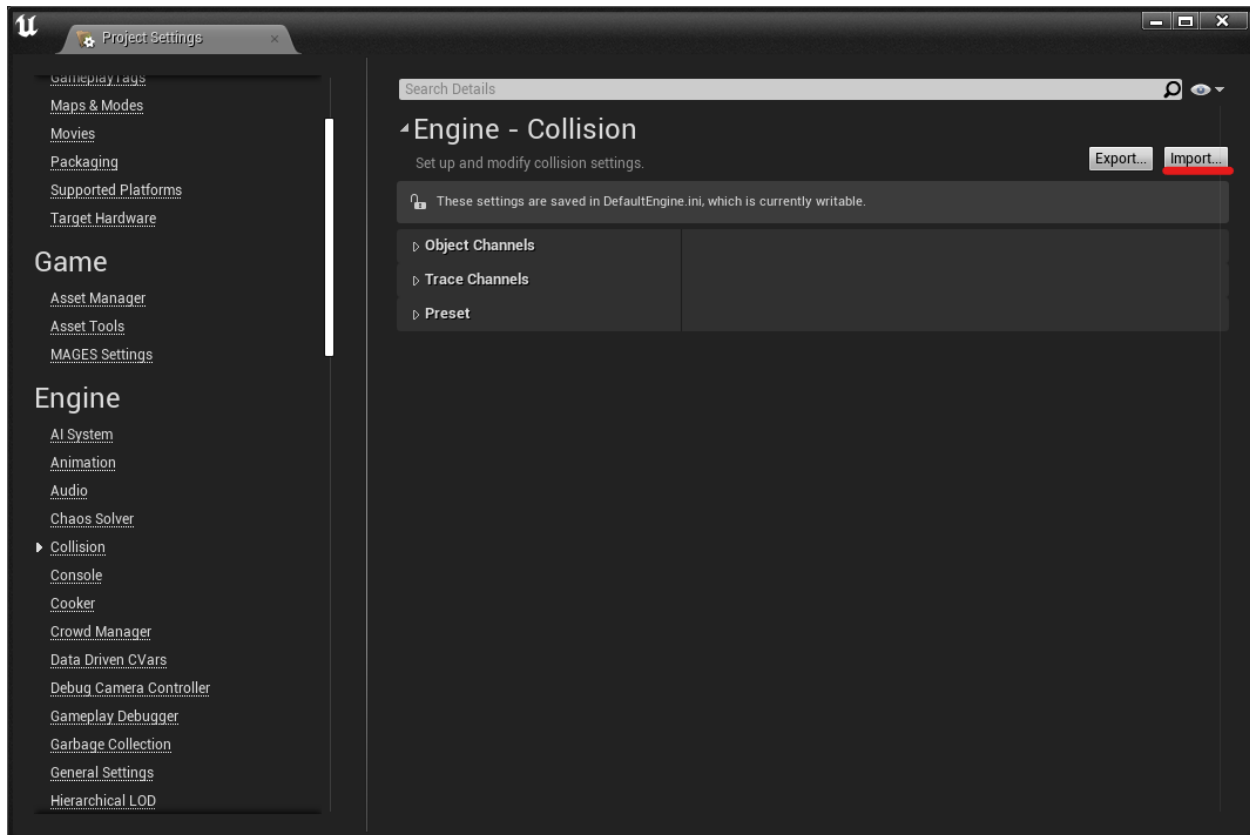 Project Settings
GameplayTags
Maps & Modes
Movies
Packaging
Supported Platforms
Target Hardware
Game
Asset Manager
Asset Tools
MAGES Settings
Engine
AI System
Animation
Audio
Chaos Solver
Collision
Console
Cooker
Crowd Manager
Data Driven CVars
Debug Camera Controller
Gameplay Debugger
Garbage Collection
General Settings
Hierarchical LOD
Search Details
Engine - Collision
Set up and modify collision settings.
Export... Import...
These settings are saved in DefaultEngine.ini, which is currently writable.
Object Channels
Trace Channels
Preset